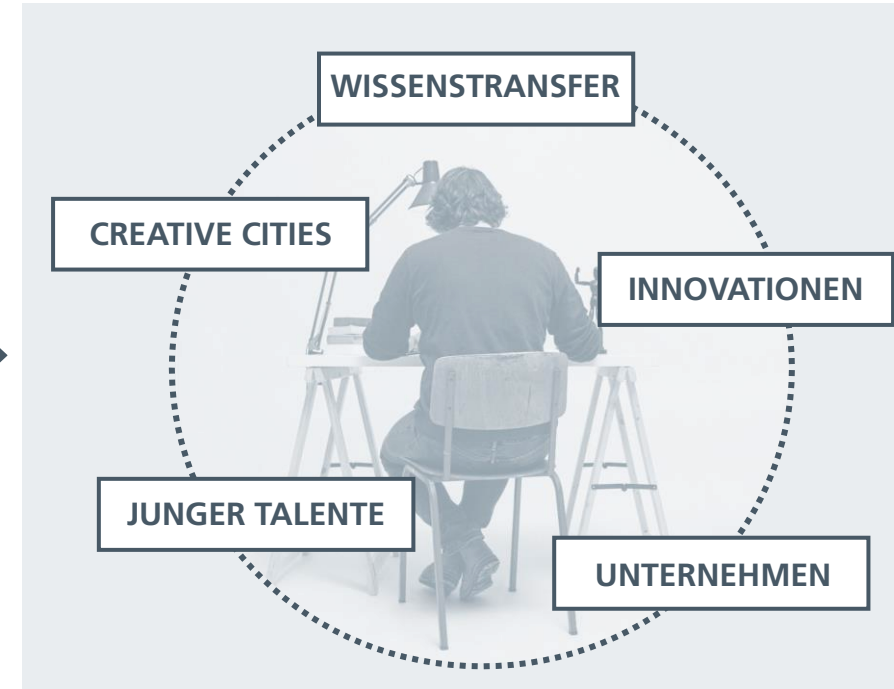 WISSENSTRANSFER
CREATIVE CITIES
INNOVATIONEN
JUNGER TALENTE
UNTERNEHMEN